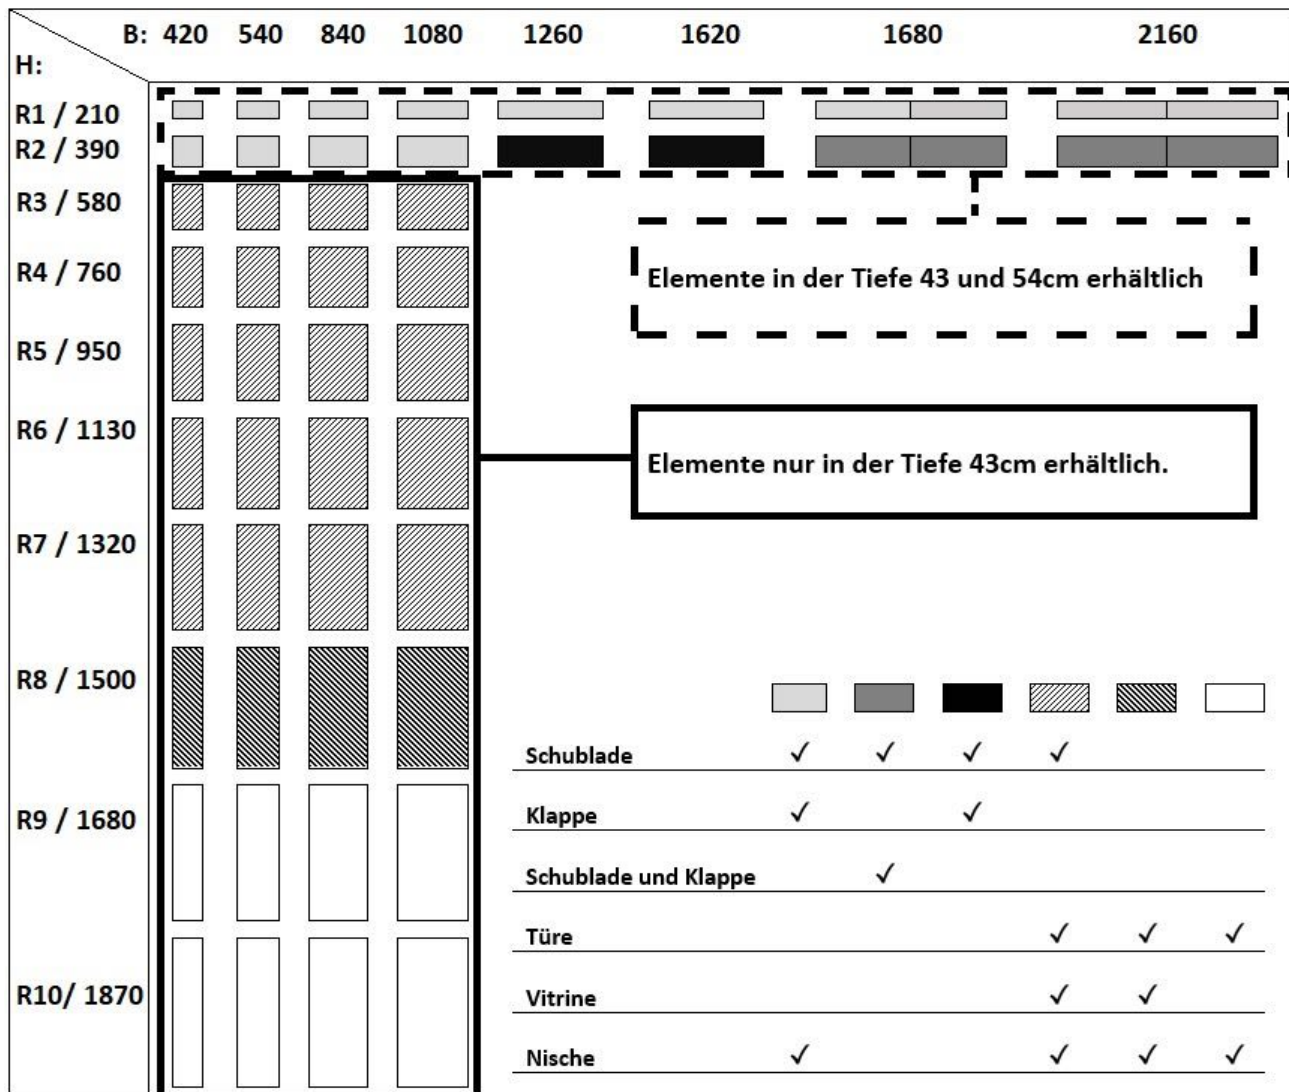 B: 420 540 840 1080 1260 1620 1680 2160
H:
R1 / 210
R2 / 390
R3 / 580
R4 / 760
Elemente in der Tiefe 43 und 54cm erhältlich
R5 / 950
R6 / 1130
Elemente nur in der Tiefe 43cm erhältlich.
R7 / 1320
R8 / 1500
Schublade ✓ ✓ ✓ ✓
R9 / 1680
Klappe ✓ ✓
Schublade und Klappe ✓
Türe ✓ ✓ ✓
R10/ 1870
Vitrine ✓ ✓
Nische ✓ ✓ ✓ ✓